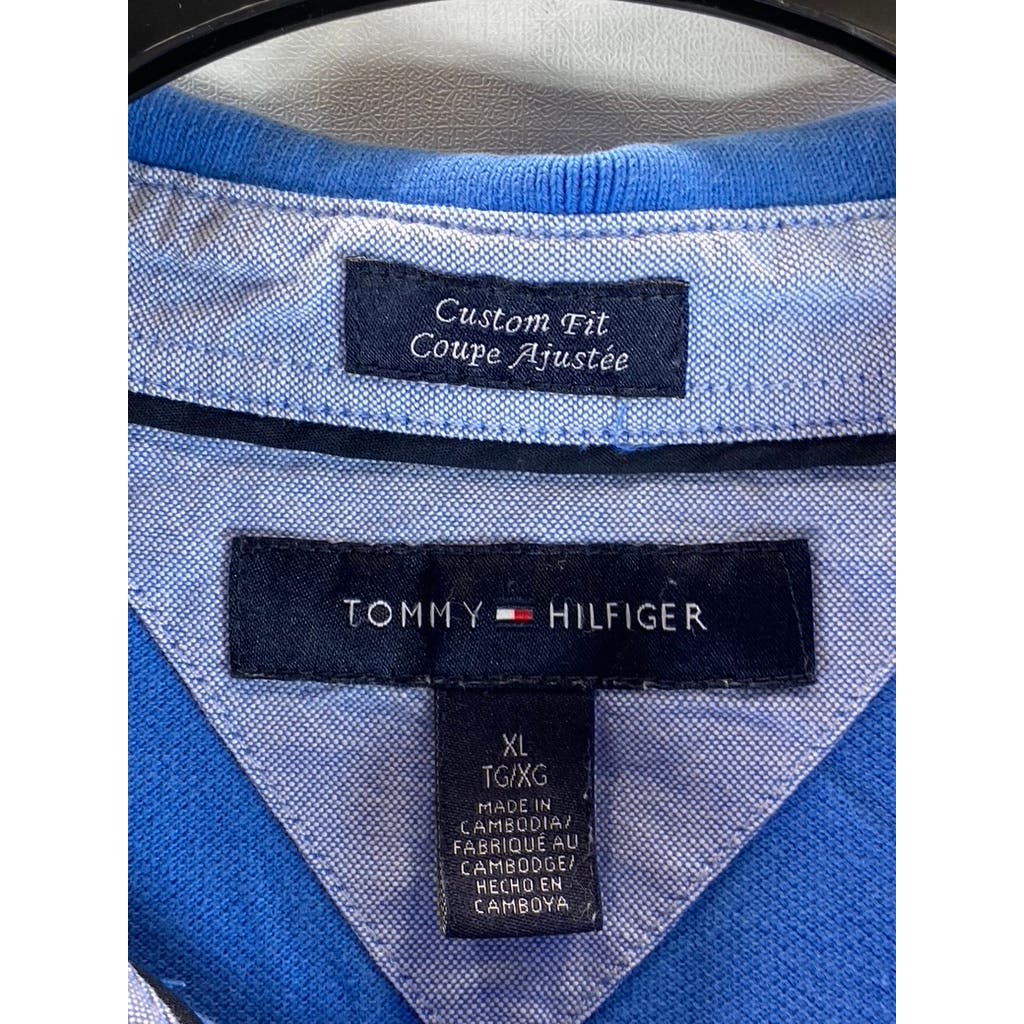 Custom Fit
Coupe Ajustée
TOMMY HILFIGER
XL
TG/XG
MADE IN
CAMBODIA/
FABRIQUÉ AU
CAMBODGE/
HECHO EN
CAMBOYA